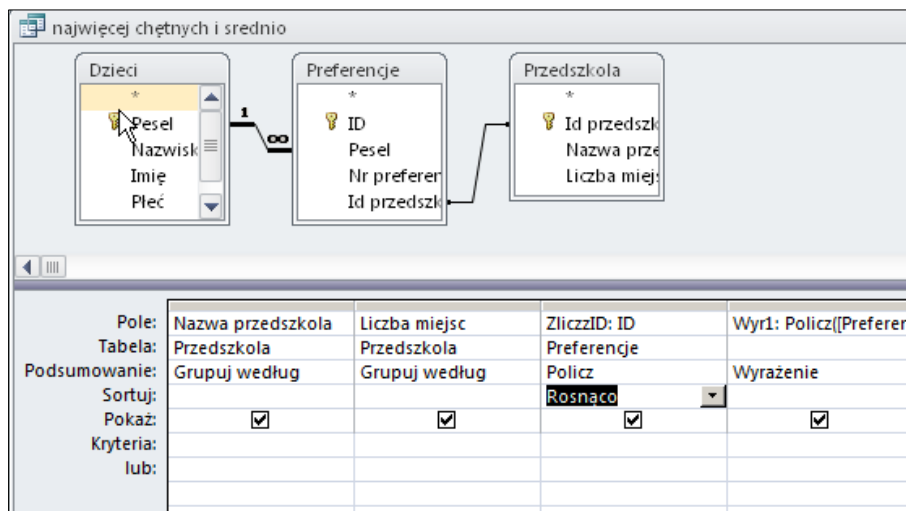 najwięcej chętnych i srednio
Dzieci Preferencje Przedszkola
* * *
1
Pesel ID Id przedszk
∞
Nazwisk Pesel Nazwa prze
Imię Nr preferen Liczba miejs
Płeć Id przedszk
Pole: Nazwa przedszkola Liczba miejsc ZliczzID: ID Wyr1: Policz([Preferer
Tabela: Przedszkola Przedszkola Preferencje
Podsumowanie: Grupuj według Grupuj według Policz Wyrażenie
Sortuj: Rosnąco
Pokaż:
Kryteria:
lub: